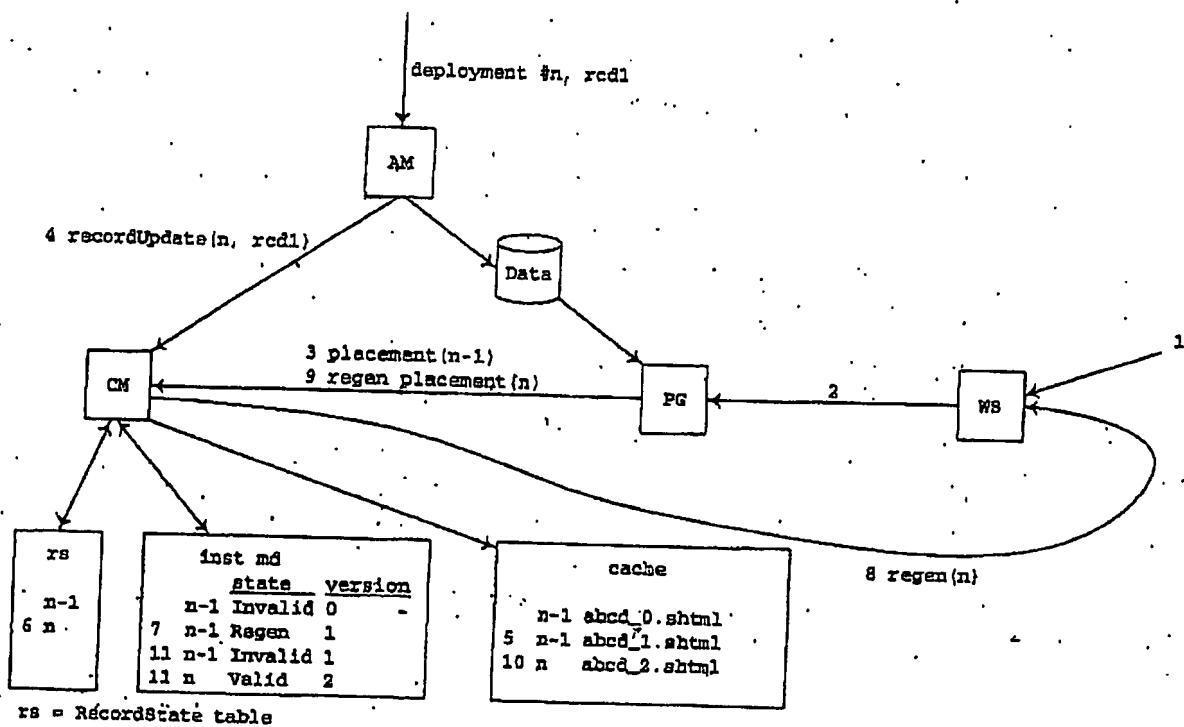 deployment #n, rcd1
AM
4 recordUpdate(n, rcd1)
Data
1
3 placement(n-1)
9 regen placement(n)
CM
PG
2
WS
8 regen(n)
rs
n-1
6 n
inst md
state version
n-1 Invalid 0
7 n-1 Regen 1
11 n-1 Invalid 1
11 n Valid 2
cache
n-1 abcd_0.shtml
5 n-1 abcd_1.shtml
10 n abcd_2.shtml
rs = RecordState table